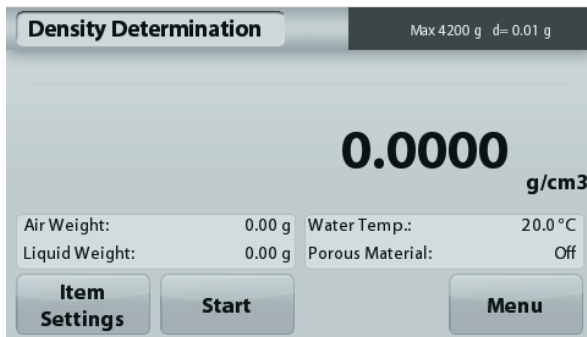 Density Determination
Max 4200 g d= 0.01 g
0.0000
g/cm3
Air Weight: 0.00 g
Liquid Weight: 0.00 g
Water Temp.: 20.0 °C
Porous Material: Off
Item
Settings
Start
Menu